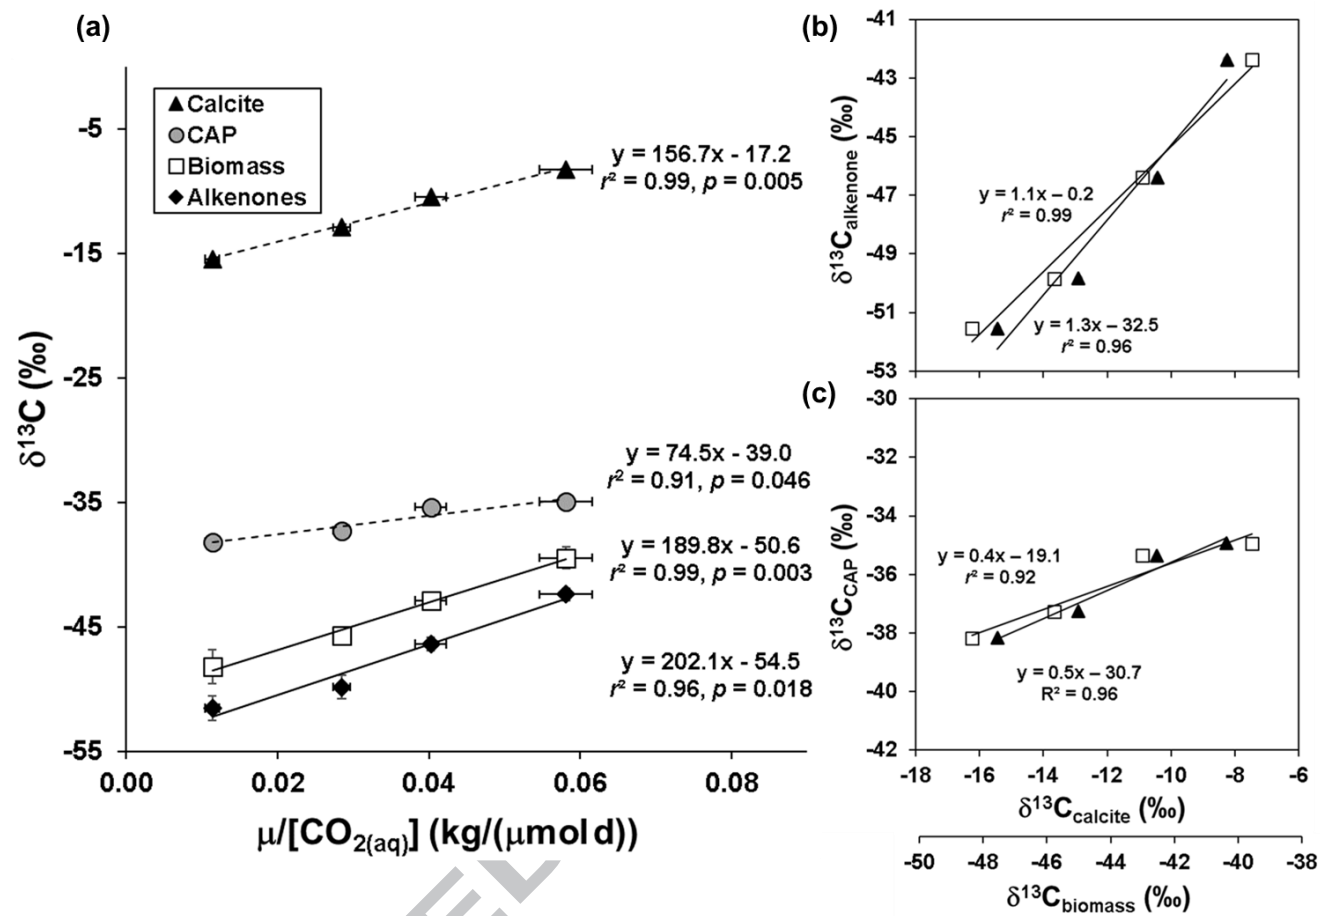 (a)
Calcite
CAP
Biomass
Alkenones
-5
-15
-25
-35
-45
-55
0.00
0.02
0.04
0.06
0.08
δ¹³C (‰)
μ/[CO₂₍ₐq₎] (kg/(μmol d))
y = 156.7x - 17.2
r² = 0.99, p = 0.005
y = 74.5x - 39.0
r² = 0.91, p = 0.046
y = 189.8x - 50.6
r² = 0.99, p = 0.003
y = 202.1x - 54.5
r² = 0.96, p = 0.018
(b)
-41
-43
-45
-47
-49
-51
-53
δ¹³Calkenone (‰)
y = 1.1x – 0.2
r² = 0.99
y = 1.3x – 32.5
r² = 0.96
(c)
-30
-32
-34
-36
-38
-40
-42
δ¹³CCAP (‰)
y = 0.4x – 19.1
r² = 0.92
y = 0.5x – 30.7
R² = 0.96
-18
-16
-14
-12
-10
-8
-6
δ¹³Ccalcite (‰)
-50
-48
-46
-44
-42
-40
-38
δ¹³Cbiomass (‰)